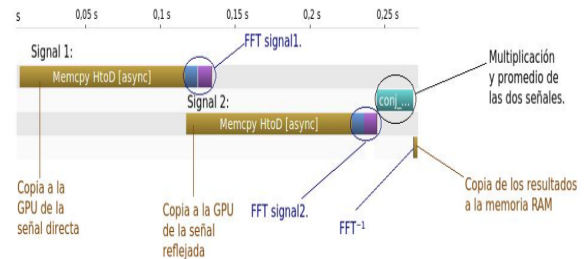 s
0,05 s
0,1 s
0,15 s
0,2 s
0,25 s
Signal 1:
FFT signal1.
Memcpy HtoD [async]
Multiplicación
y promedio de
las dos señales.
Signal 2:
conj_...
Memcpy HtoD [async]
Copia a la
GPU de la
señal directa
Copia a la GPU
de la señal
reflejada
FFT signal2.
FFT⁻¹
Copia de los resultados
a la memoria RAM